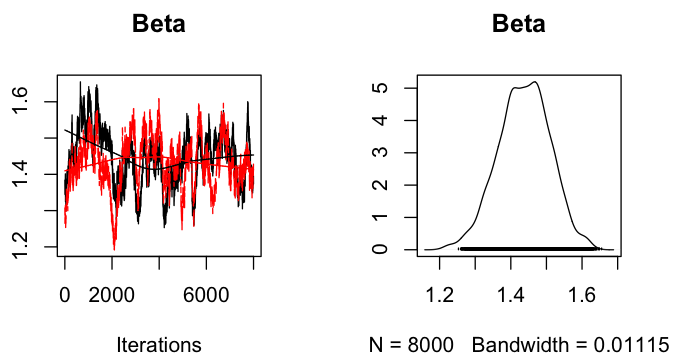 Beta
1.2 1.4 1.6
0 2000 6000
Iterations
Beta
0 1 2 3 4 5
1.2 1.4 1.6
N = 8000 Bandwidth = 0.01115